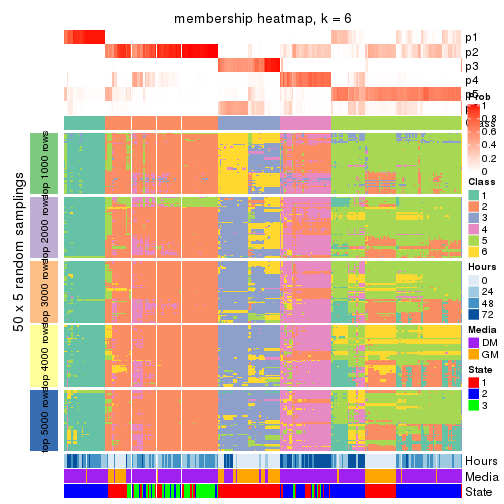 membership heatmap, k = 6
p1
p2
p3
p4
Prob
1
0.8
0.6
0.4
0.2
0
Class
1
2
3
4
5
6
Hours
0
24
48
72
Media
DM
GM
State
1
2
3
50 x 5 random samplings
top 1000 rows
top 2000 rows
top 3000 rows
top 4000 rows
top 5000 rows
Hours
Media
State